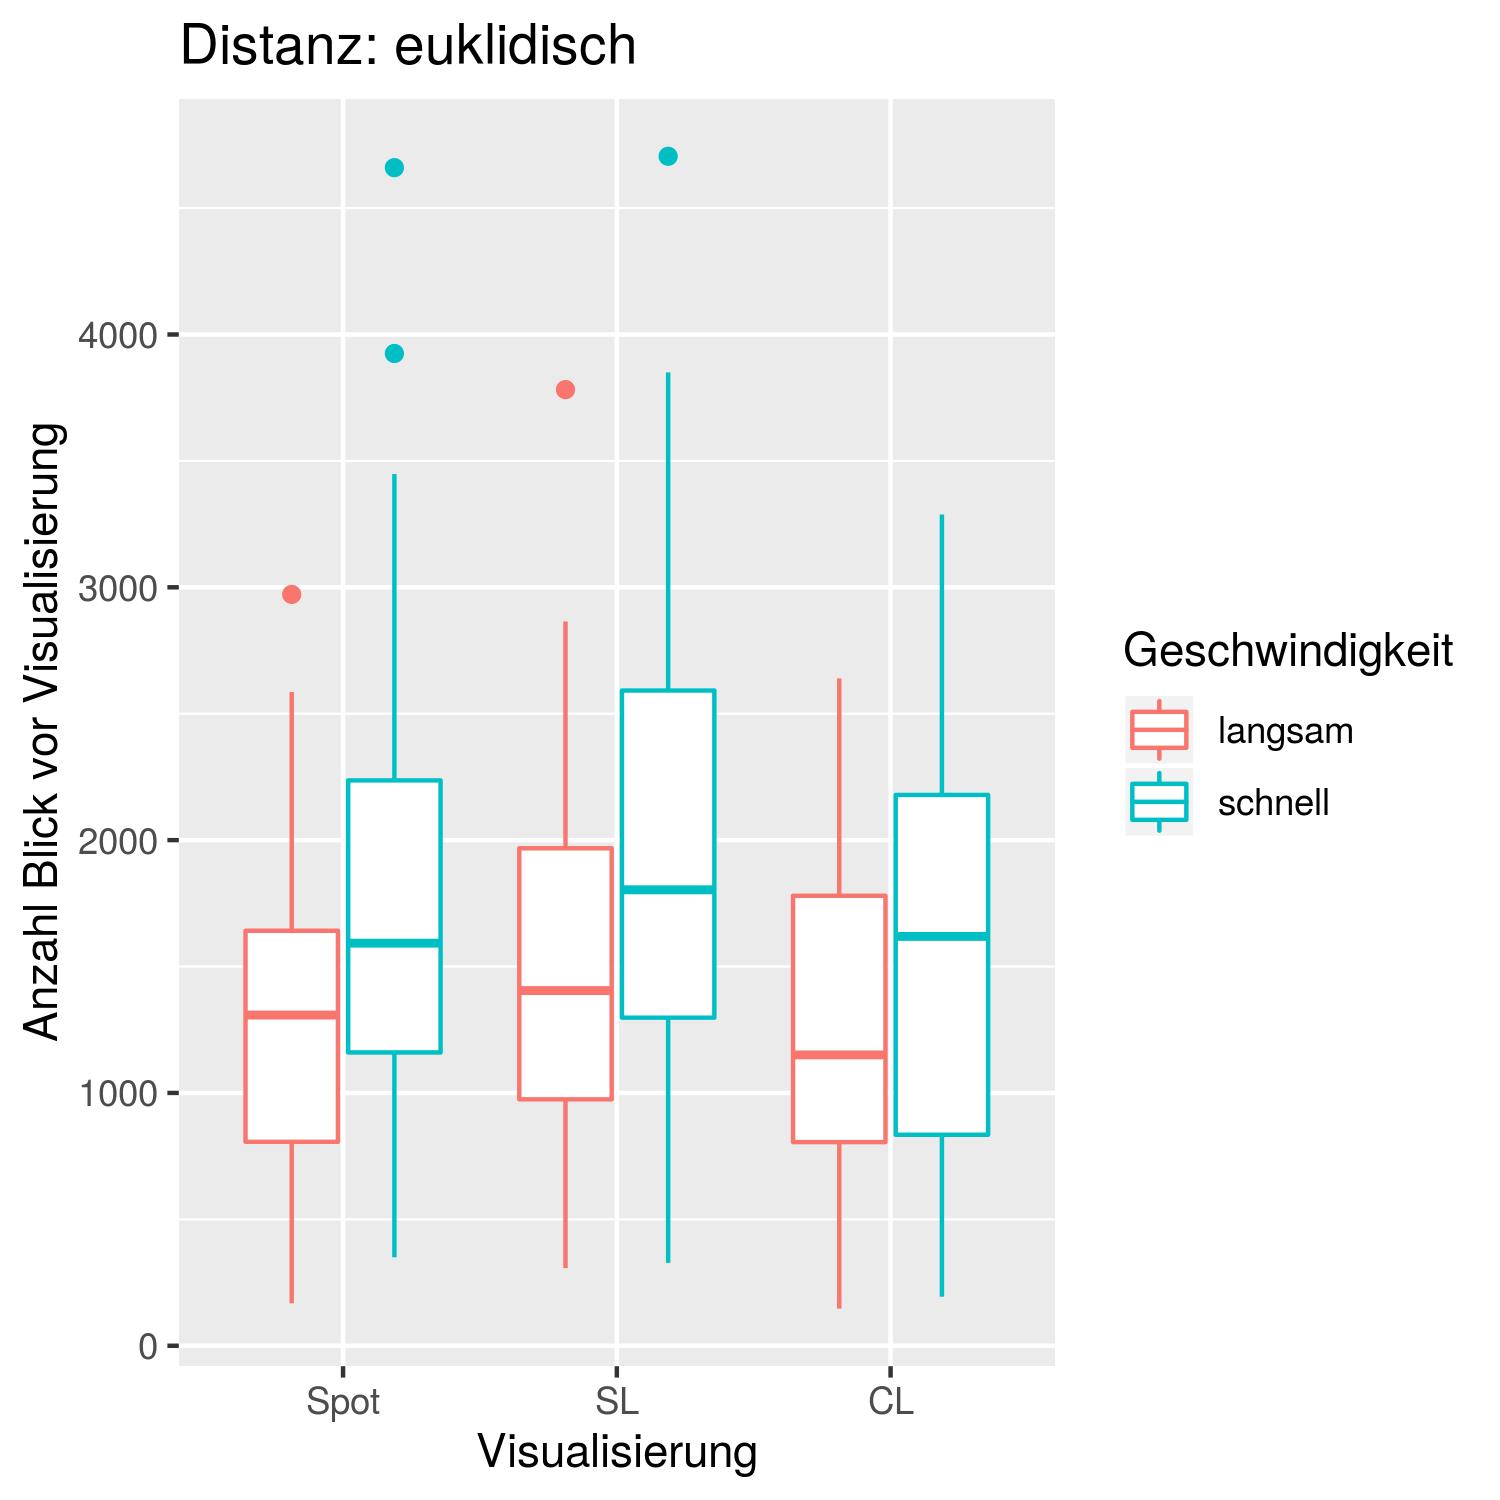 Distanz: euklidisch
Anzahl Blick vor Visualisierung
4000
3000
2000
1000
0
Spot SL CL
Visualisierung
Geschwindigkeit
langsam
schnell